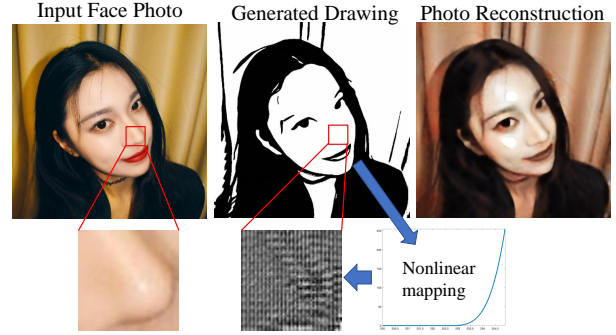 Input Face Photo
Generated Drawing
Photo Reconstruction
Nonlinear
mapping